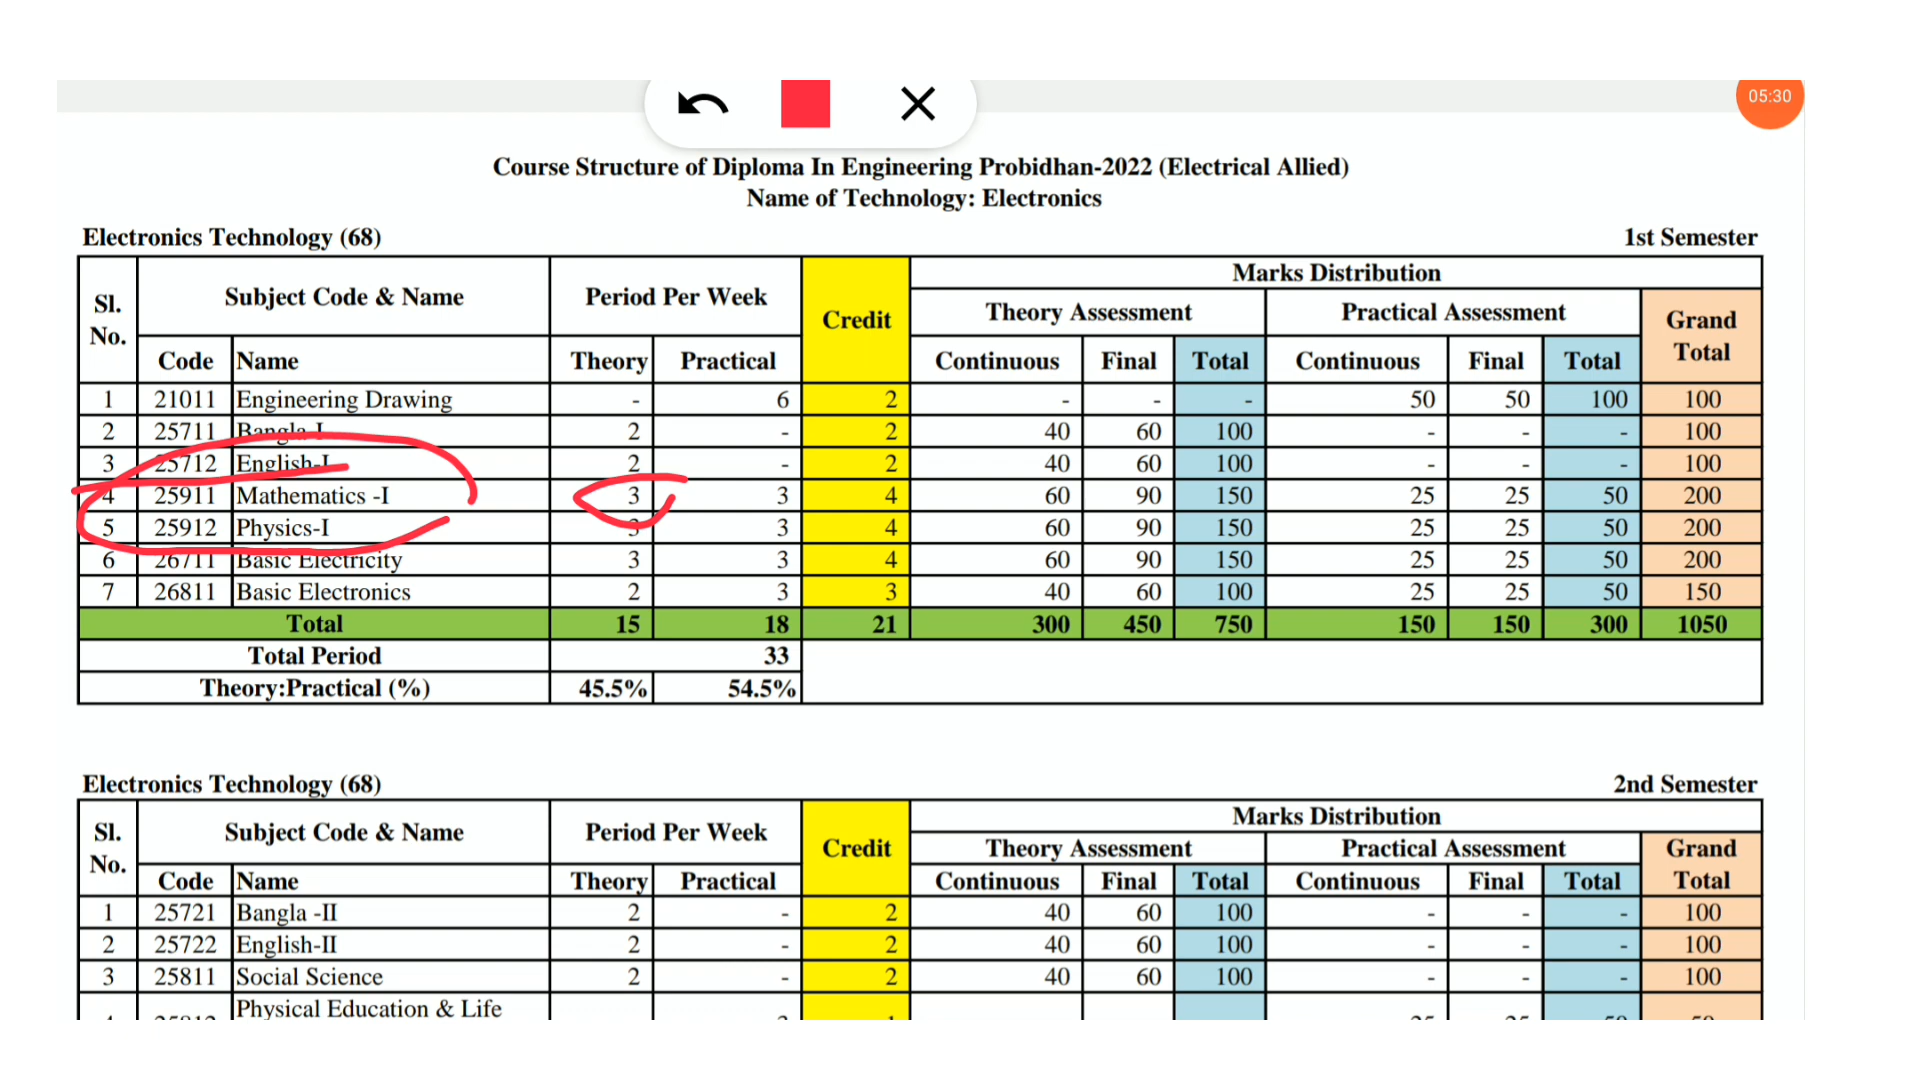 05:30
Course Structure of Diploma In Engineering Probidhan-2022 (Electrical Allied)
Name of Technology: Electronics
Electronics Technology (68) 1st Semester
Sl. No. Subject Code & Name Period Per Week Credit Marks Distribution
Theory Assessment Practical Assessment Grand Total
Code Name Theory Practical Continuous Final Total Continuous Final Total
1 21011 Engineering Drawing - 6 2 - - - 50 50 100 100
2 25711 Bangla-I 2 - 2 40 60 100 - - - 100
3 25712 English-I 2 - 2 40 60 100 - - - 100
4 25911 Mathematics -I 3 3 4 60 90 150 25 25 50 200
5 25912 Physics-I 3 3 4 60 90 150 25 25 50 200
6 26711 Basic Electricity 3 3 4 60 90 150 25 25 50 200
7 26811 Basic Electronics 2 3 3 40 60 100 25 25 50 150
Total 15 18 21 300 450 750 150 150 300 1050
Total Period 33
Theory:Practical (%) 45.5% 54.5%
Electronics Technology (68) 2nd Semester
Sl. No. Subject Code & Name Period Per Week Credit Marks Distribution
Theory Assessment Practical Assessment Grand Total
Code Name Theory Practical Continuous Final Total Continuous Final Total
1 25721 Bangla -II 2 - 2 40 60 100 - - - 100
2 25722 English-II 2 - 2 40 60 100 - - - 100
3 25811 Social Science 2 - 2 40 60 100 - - - 100
Physical Education & Life